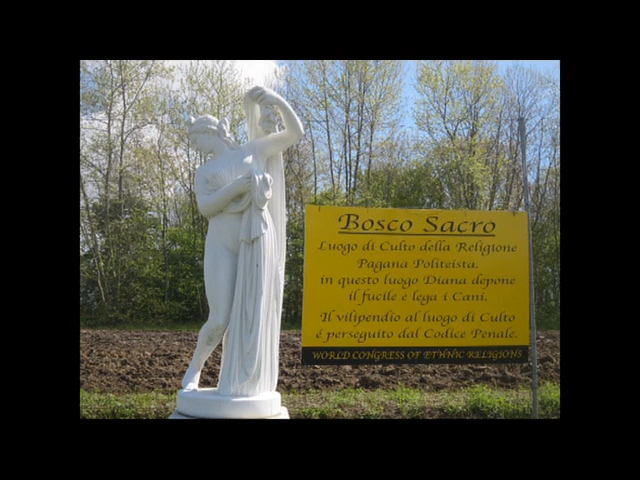 Bosco Sacro
Luogo di Culto della Religione
Pagana Politeista,
in questo luogo Diana depone
il fucile e lega i Cani.
Il vilipendio al luogo di Culto
é perseguito dal Codice Penale.
WORLD CONGRESS OF ETHNIC RELIGIONS